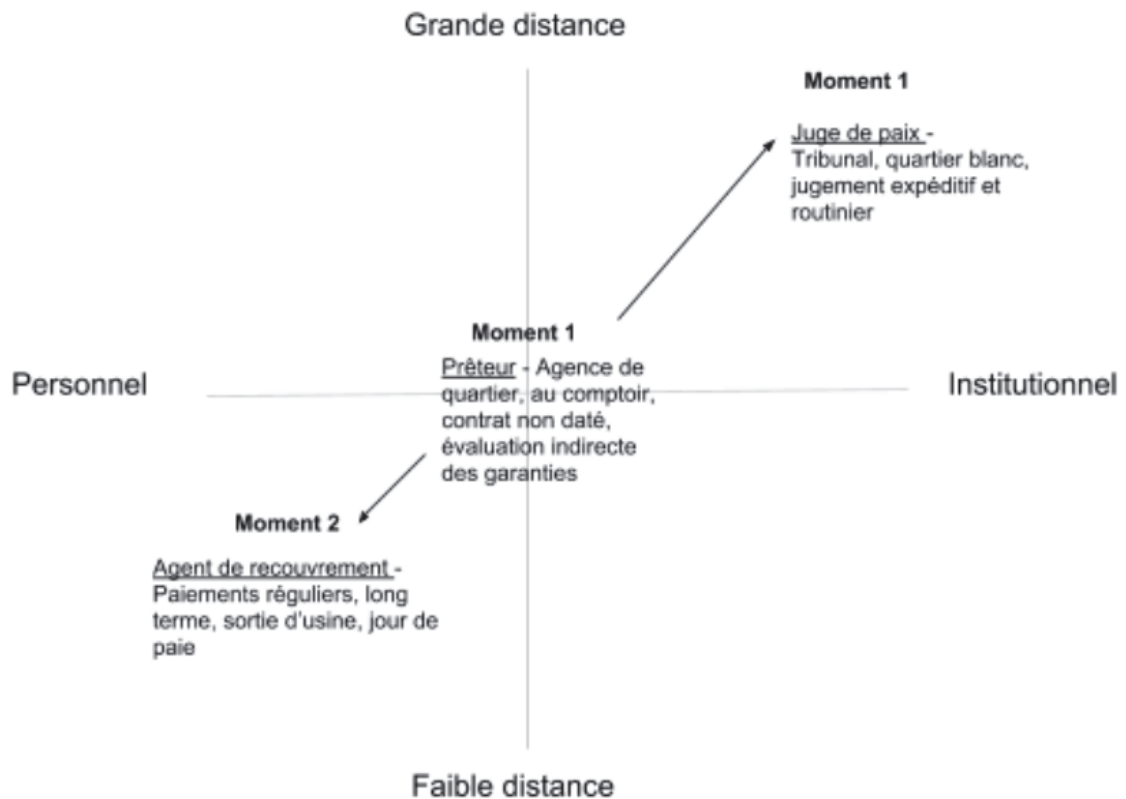 Grande distance
Moment 1
Juge de paix -
Tribunal, quartier blanc,
jugement expéditif et
routinier
Moment 1
Prêteur - Agence de
quartier, au comptoir,
contrat non daté,
évaluation indirecte
des garanties
Personnel
Institutionnel
Moment 2
Agent de recouvrement -
Paiements réguliers, long
terme, sortie d'usine, jour de
paie
Faible distance